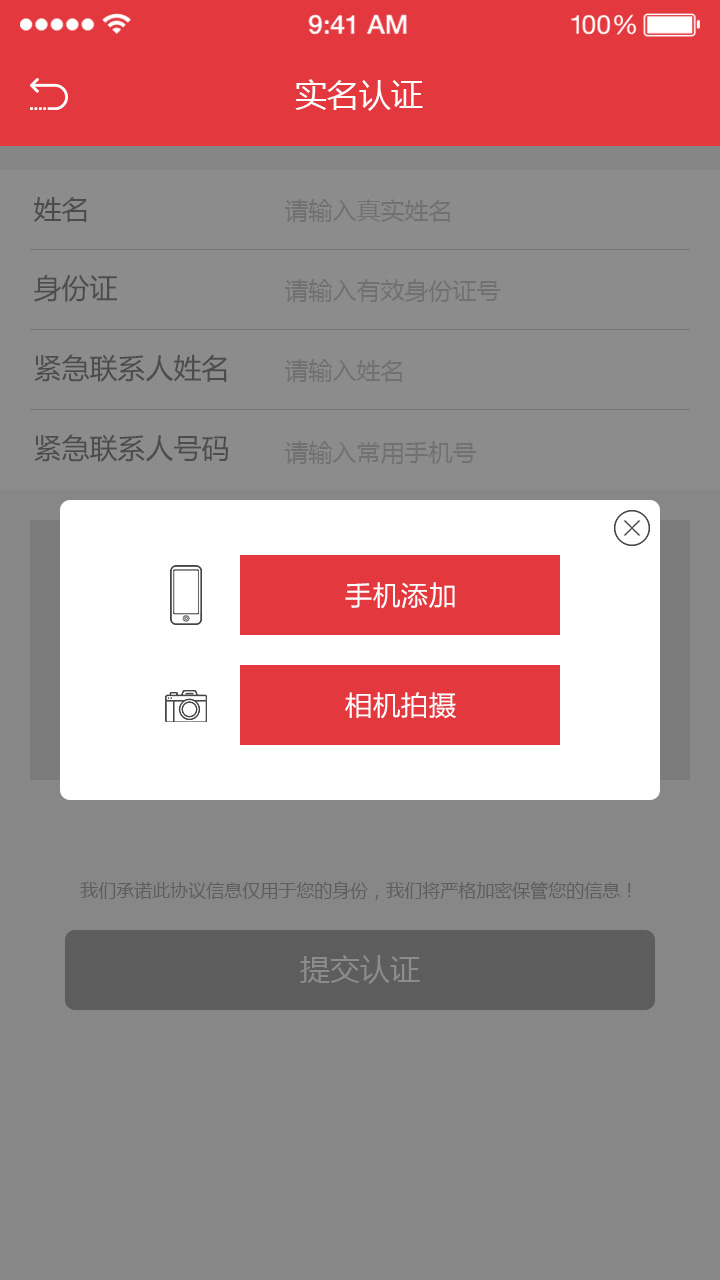 9:41 AM 100%
实名认证
姓名 请输入真实姓名
身份证 请输入有效身份证号
紧急联系人姓名 请输入姓名
紧急联系人号码 请输入常用手机号
手机添加
相机拍摄
我们承诺此协议信息仅用于您的身份，我们将严格加密保管您的信息！
提交认证